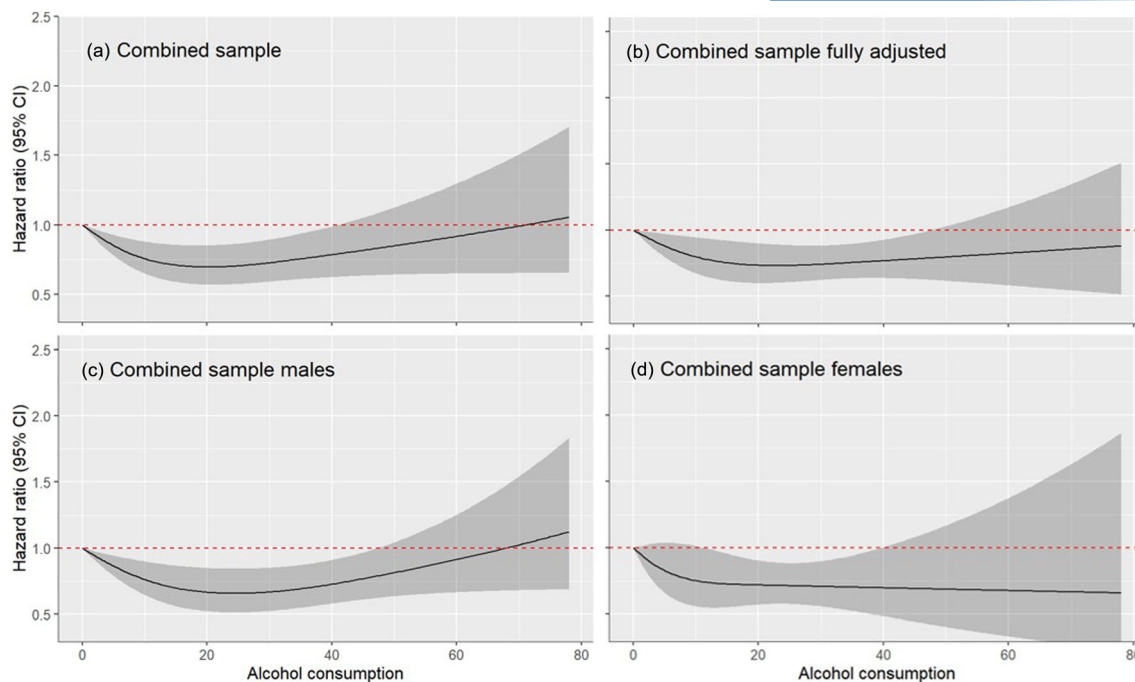 2.5
(a) Combined sample
(b) Combined sample fully adjusted
2.0
1.5
1.0
0.5
Hazard ratio (95% CI)
2.5
(c) Combined sample males
(d) Combined sample females
2.0
1.5
1.0
0.5
Hazard ratio (95% CI)
0 20 40 60 80
0 20 40 60
Alcohol consumption
Alcohol consumption